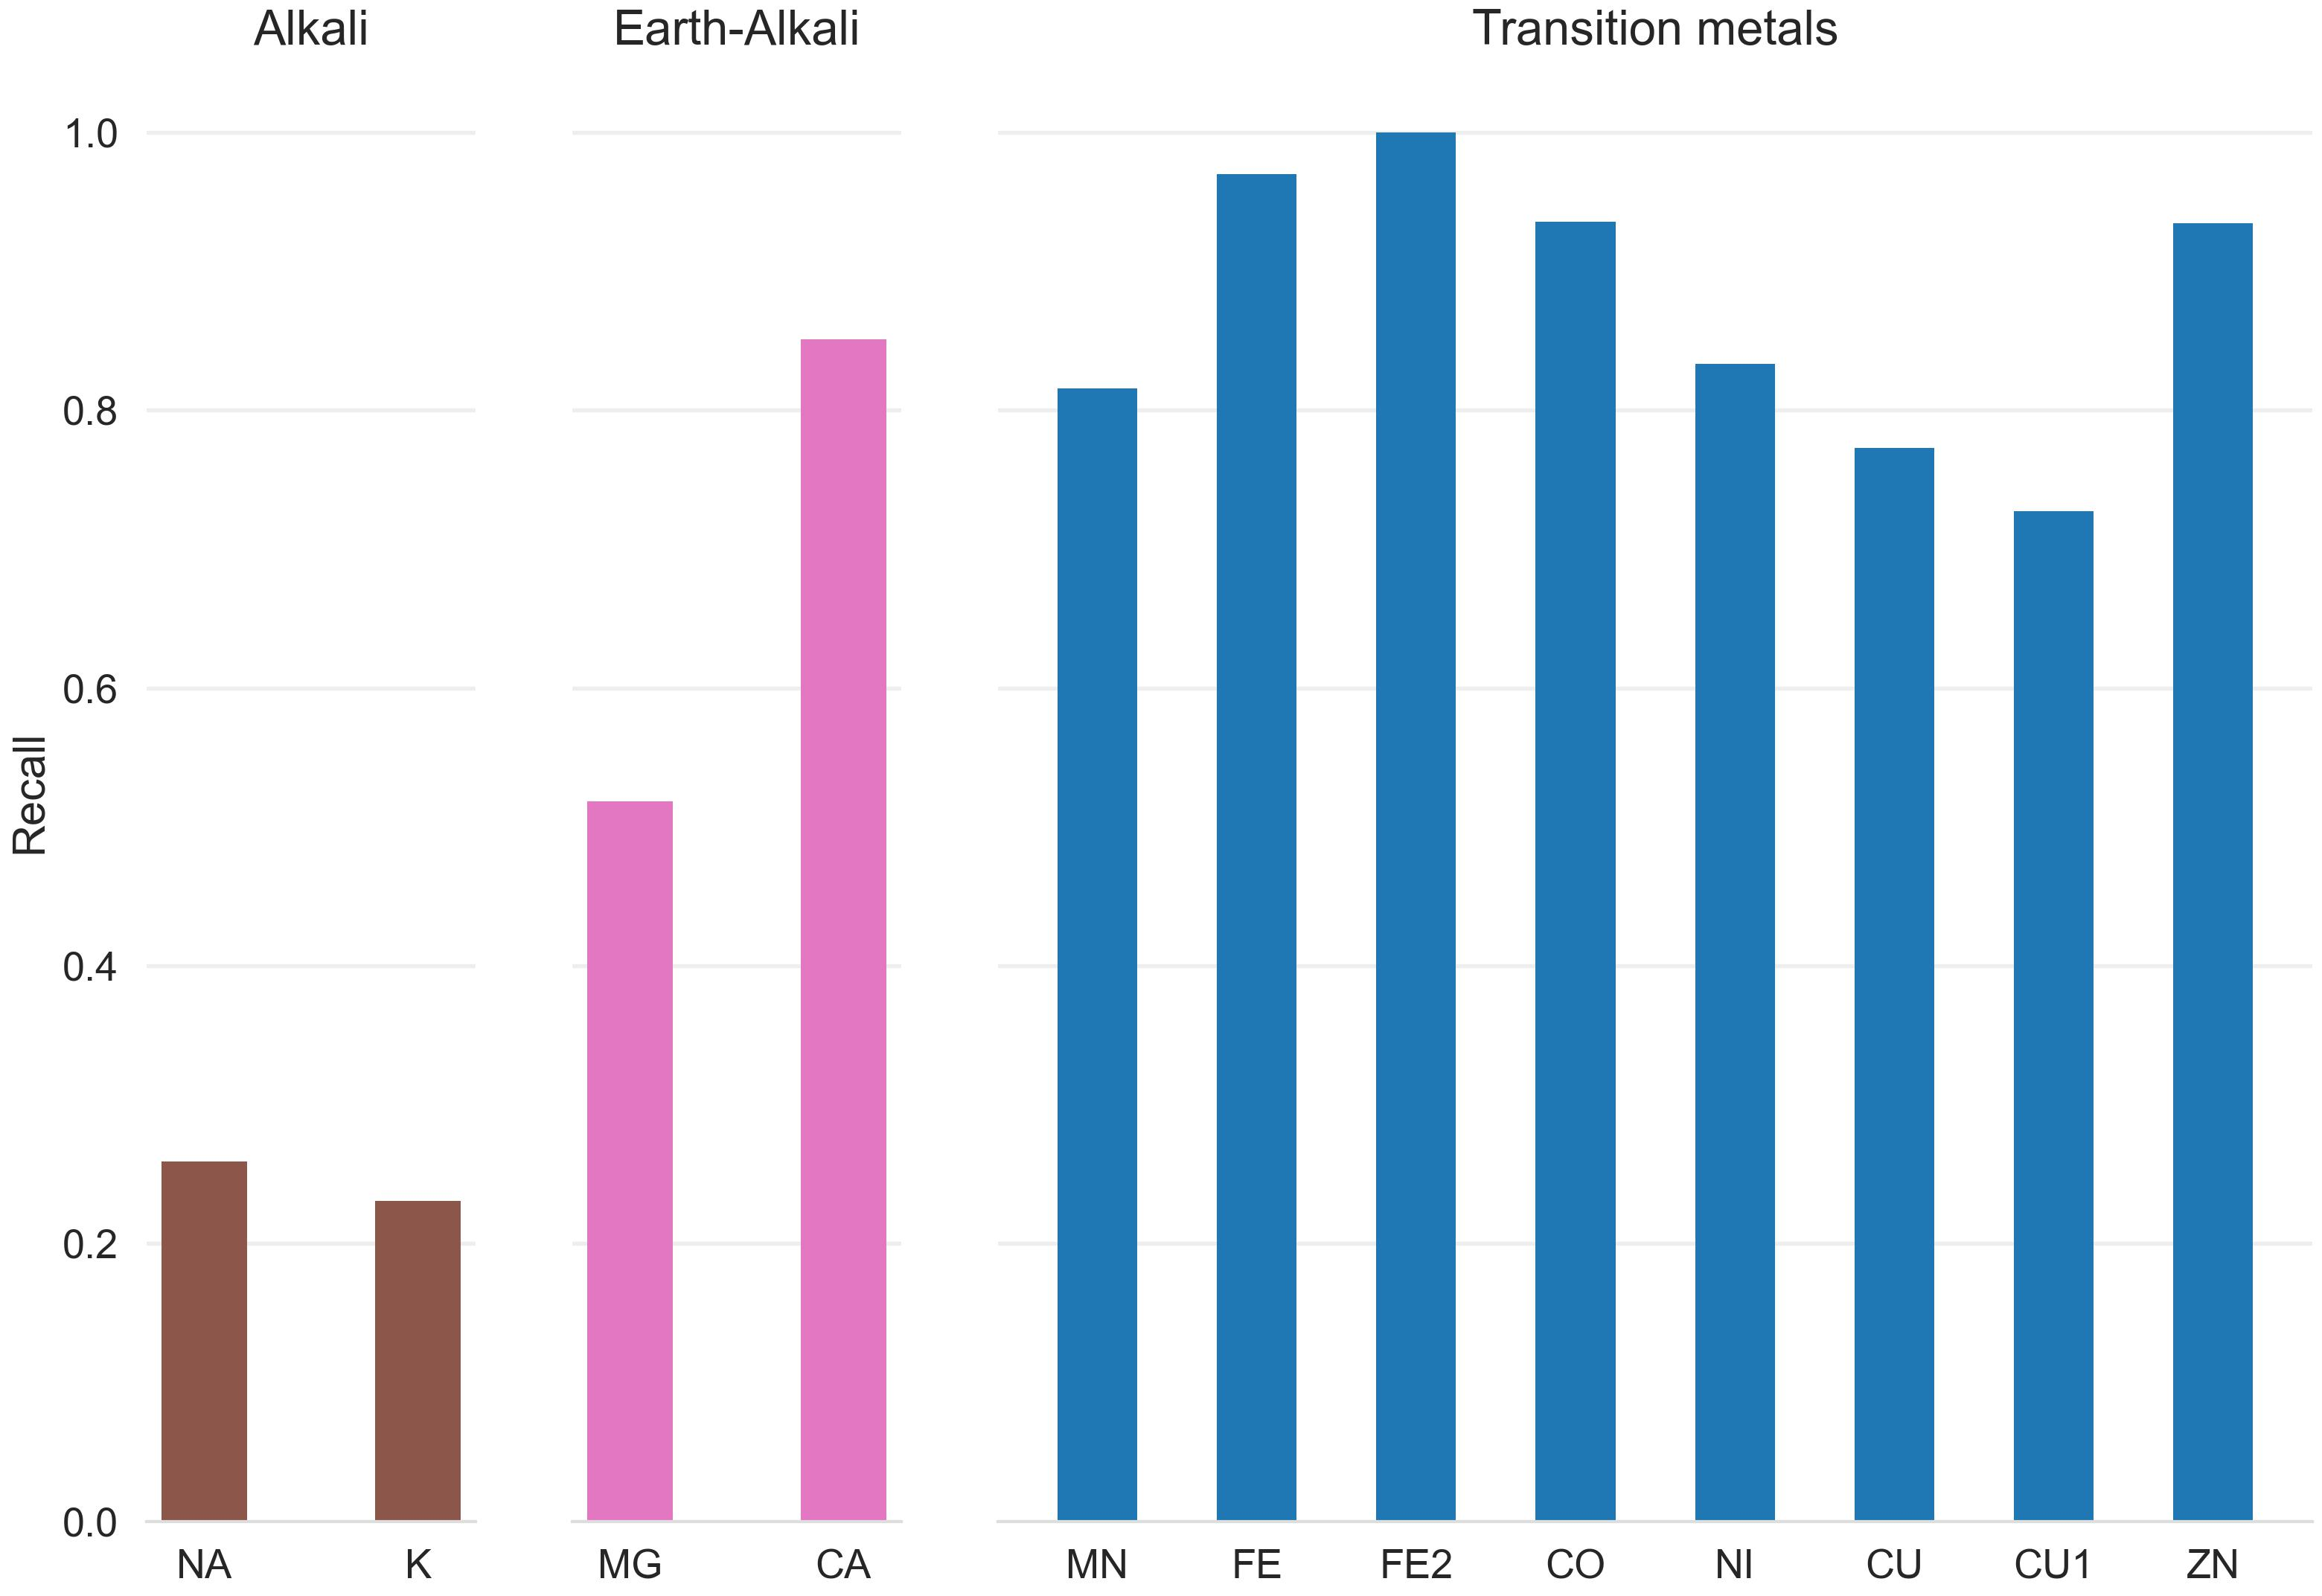 Alkali
Earth-Alkali
Transition metals
Recall
1.0
0.8
0.6
0.4
0.2
0.0
NA K MG CA MN FE FE2 CO NI CU CU1 ZN